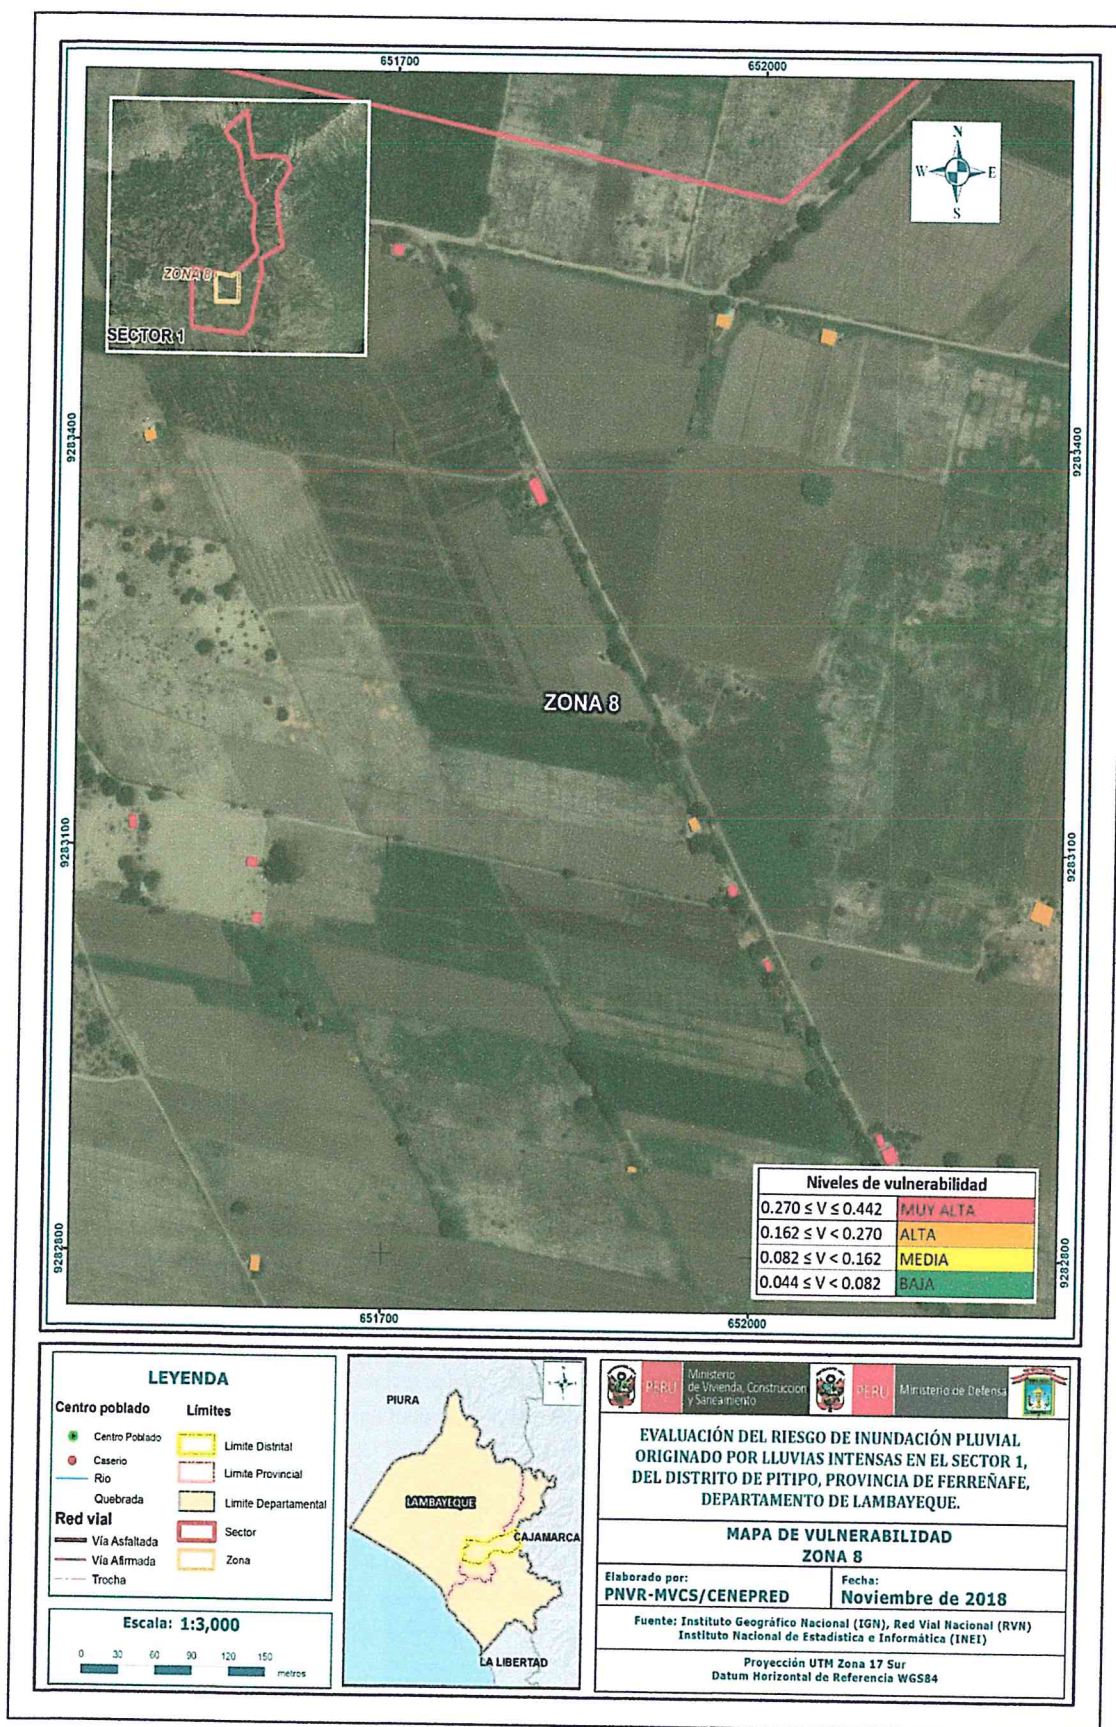 651700
652000
N
W
E
S
ZONA 8
SECTOR 1
9283400
9283400
ZONA 8
9283100
9283100
9282800
9282800
Niveles de vulnerabilidad
0.270 ≤ V ≤ 0.442 MUY ALTA
0.162 ≤ V < 0.270 ALTA
0.082 ≤ V < 0.162 MEDIA
0.044 ≤ V < 0.082 BAJA
651700
652000
LEYENDA
Centro poblado
Centro Poblado
Caserio
Rio
Quebrada
Red vial
Vía Asfaltada
Vía Afirmada
Trocha
Límites
Limite Distrital
Limite Provincial
Limite Departamental
Sector
Zona
Escala: 1:3,000
0 30 60 90 120 150
metros
PIURA
LAMBAYEQUE
CAJAMARCA
LA LIBERTAD
PERÚ
Ministerio
de Vivienda, Construcción
y Saneamiento
PERÚ
Ministerio de Defensa
EVALUACIÓN DEL RIESGO DE INUNDACIÓN PLUVIAL
ORIGINADO POR LLUVIAS INTENSAS EN EL SECTOR 1,
DEL DISTRITO DE PITIPO, PROVINCIA DE FERREÑAFE,
DEPARTAMENTO DE LAMBAYEQUE.
MAPA DE VULNERABILIDAD
ZONA 8
Elaborado por:
PNVR-MVCS/CENEPRED
Fecha:
Noviembre de 2018
Fuente: Instituto Geográfico Nacional (IGN), Red Vial Nacional (RVN)
Instituto Nacional de Estadística e Informática (INEI)
Proyección UTM Zona 17 Sur
Datum Horizontal de Referencia WGS84